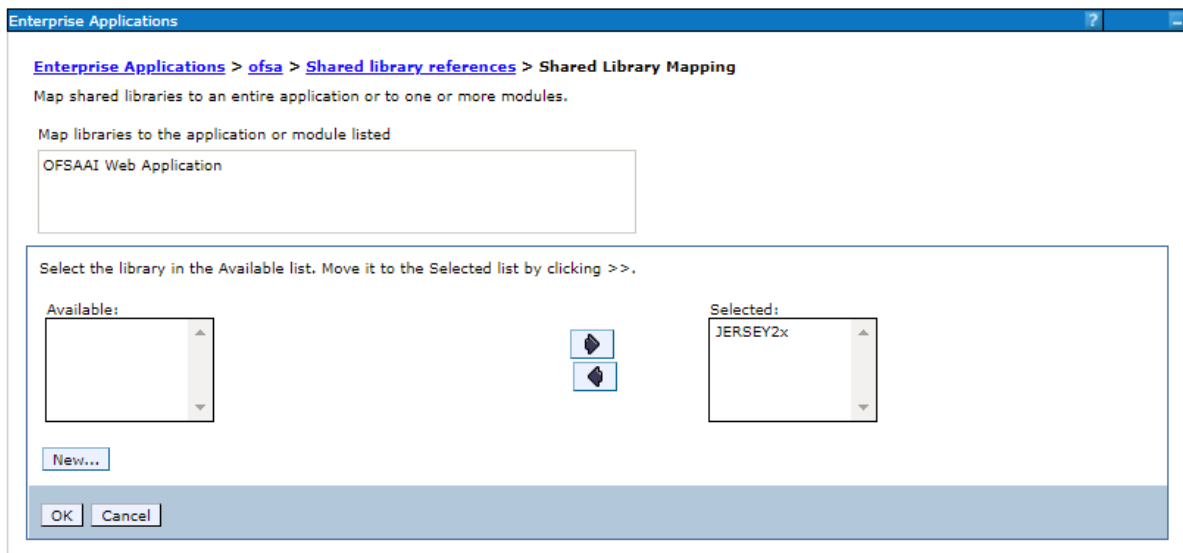 Enterprise Applications ? –
Enterprise Applications > ofsa > Shared library references > Shared Library Mapping
Map shared libraries to an entire application or to one or more modules.
Map libraries to the application or module listed
OFSAAI Web Application
Select the library in the Available list. Move it to the Selected list by clicking >>.
Available: Selected:
JERSEY2x
New...
OK Cancel